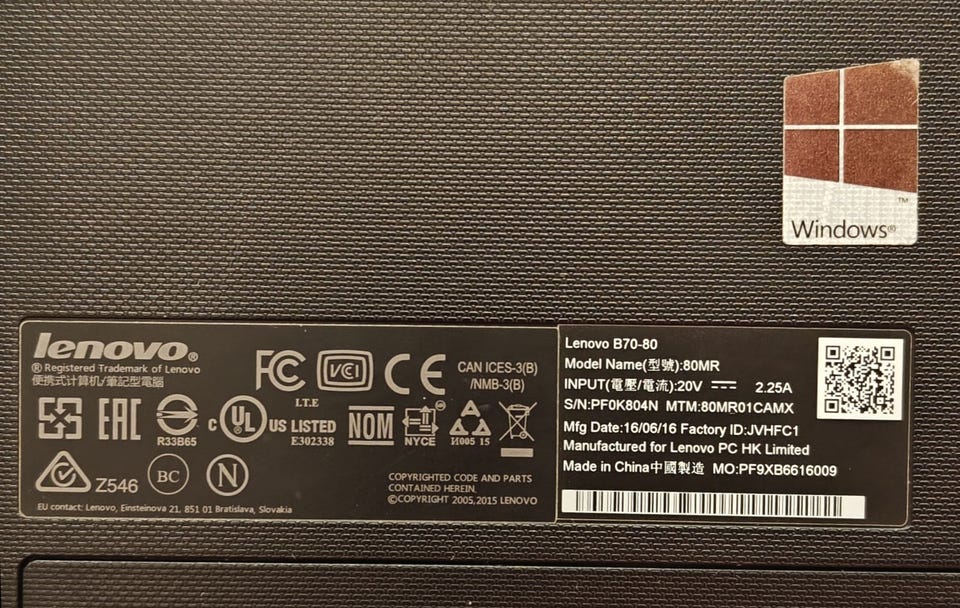 Windows®
™
lenovo®
® Registered Trademark of Lenovo
便携式计算机/筆記型電腦
FC
VCI
CE
CAN ICES-3(B)
/NMB-3(B)
I.T.E
EAC
R33B65
C UL US LISTED
E302338
NOM
NYCE
И005 15
Z546
BC
N
COPYRIGHTED CODE AND PARTS
CONTAINED HEREIN.
©COPYRIGHT 2005,2015 LENOVO
EU contact: Lenovo, Einsteinova 21, 851 01 Bratislava, Slovakia
Lenovo B70-80
Model Name(型號):80MR
INPUT(電壓/電流):20V ⎓ 2.25A
S/N:PF0K804N MTM:80MR01CAMX
Mfg Date:16/06/16 Factory ID:JVHFC1
Manufactured for Lenovo PC HK Limited
Made in China中國製造 MO:PF9XB6616009